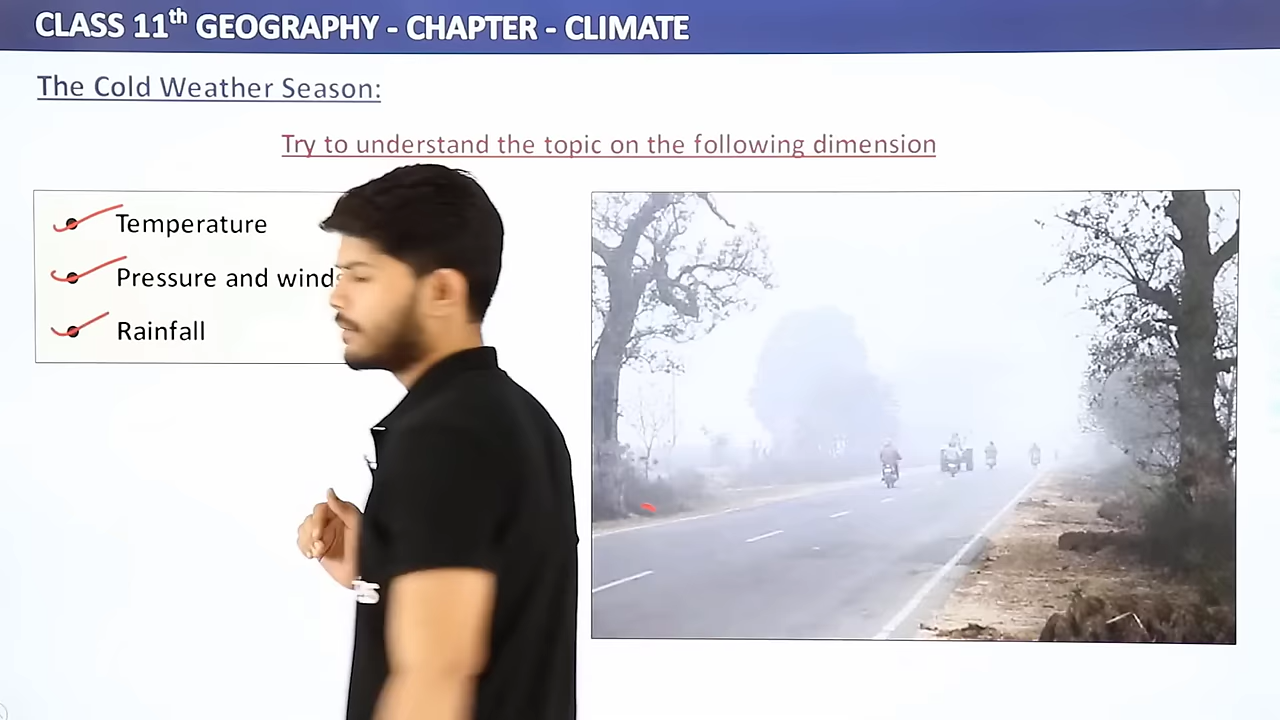 CLASS 11th GEOGRAPHY - CHAPTER - CLIMATE
The Cold Weather Season:
Try to understand the topic on the following dimension
Temperature
Pressure and wind
Rainfall